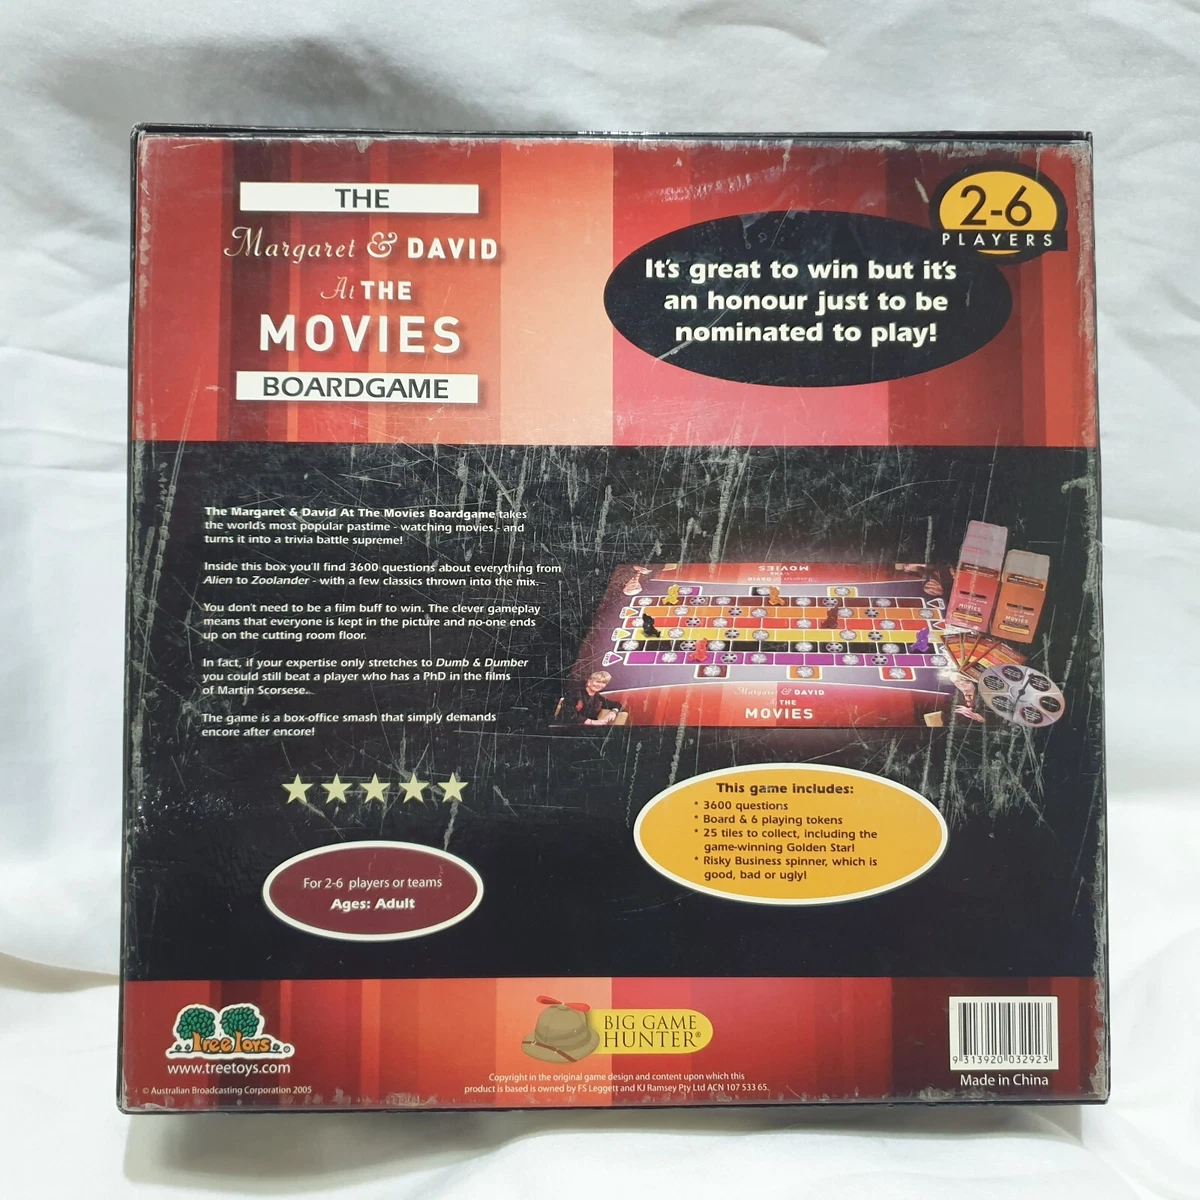 THE
Margaret & DAVID
At THE
MOVIES
BOARDGAME
2-6
PLAYERS
It's great to win but it's
an honour just to be
nominated to play!
The Margaret & David At The Movies Boardgame takes
the world's most popular pastime - watching movies - and
turns it into a trivia battle supreme!
Inside this box you'll find 3600 questions about everything from
Alien to Zoolander - with a few classics thrown into the mix.
You don't need to be a film buff to win. The clever gameplay
means that everyone is kept in the picture and no-one ends
up on the cutting room floor.
In fact, if your expertise only stretches to Dumb & Dumber
you could still beat a player who has a PhD in the films
of Martin Scorsese.
The game is a box-office smash that simply demands
encore after encore!
MOVIES
Margaret & DAVID
THE
MOVIES
For 2-6 players or teams
Ages: Adult
This game includes:
* 3600 questions
* Board & 6 playing tokens
* 25 tiles to collect, including the
game-winning Golden Star!
* Risky Business spinner, which is
good, bad or ugly!
TreeToys
www.treetoys.com
© Australian Broadcasting Corporation 2005
BIG GAME
HUNTER®
Copyright in the original game design and content upon which this
product is based is owned by FS Leggett and KJ Ramsey Pty Ltd ACN 107 533 65.
9 313920 032923
Made in China